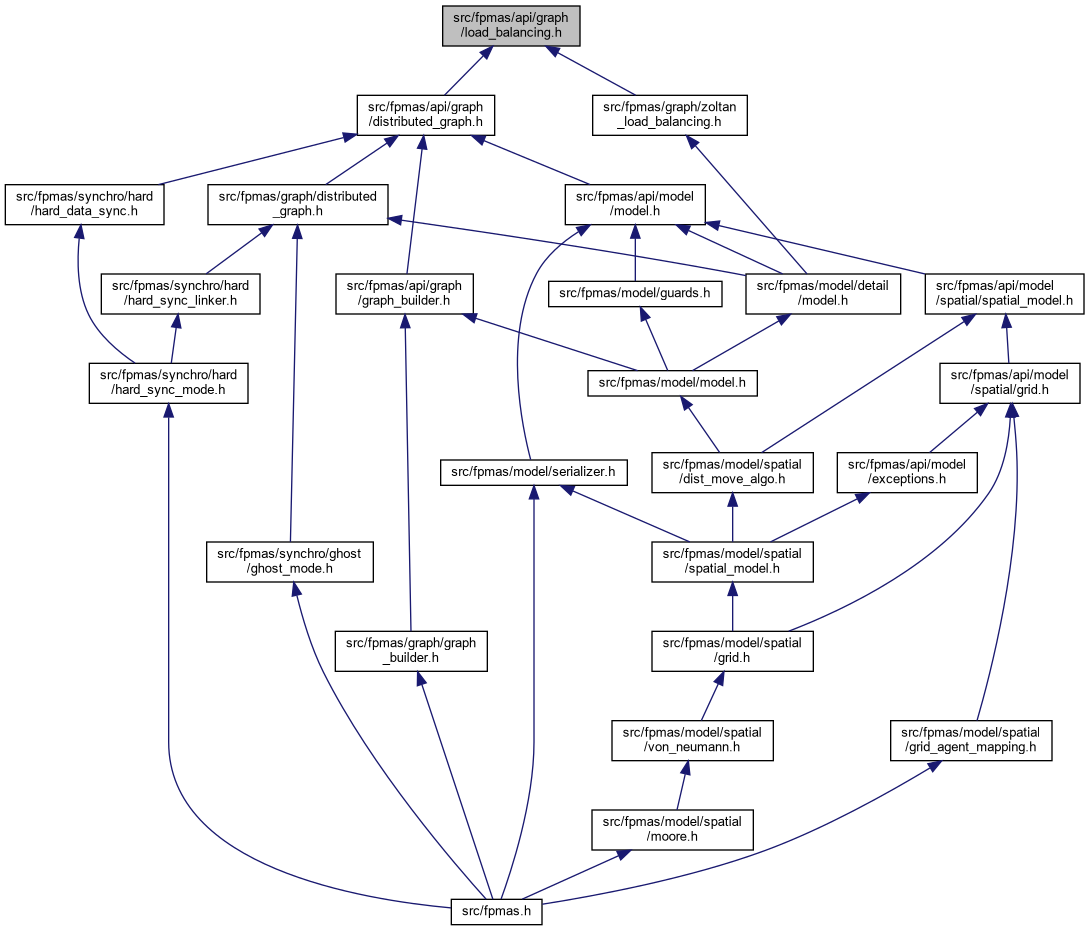 src/fpmas/api/graph
/load_balancing.h
src/fpmas/api/graph
/distributed_graph.h
src/fpmas/graph/zoltan
_load_balancing.h
src/fpmas/synchro/hard
/hard_data_sync.h
src/fpmas/graph/distributed
_graph.h
src/fpmas/api/model
/model.h
src/fpmas/synchro/hard
/hard_sync_linker.h
src/fpmas/api/graph
/graph_builder.h
src/fpmas/model/guards.h
src/fpmas/model/detail
/model.h
src/fpmas/api/model
/spatial/spatial_model.h
src/fpmas/synchro/hard
/hard_sync_mode.h
src/fpmas/model/model.h
src/fpmas/api/model
/spatial/grid.h
src/fpmas/model/serializer.h
src/fpmas/model/spatial
/dist_move_algo.h
src/fpmas/api/model
/exceptions.h
src/fpmas/synchro/ghost
/ghost_mode.h
src/fpmas/model/spatial
/spatial_model.h
src/fpmas/graph/graph
_builder.h
src/fpmas/model/spatial
/grid.h
src/fpmas/model/spatial
/von_neumann.h
src/fpmas/model/spatial
/grid_agent_mapping.h
src/fpmas/model/spatial
/moore.h
src/fpmas.h